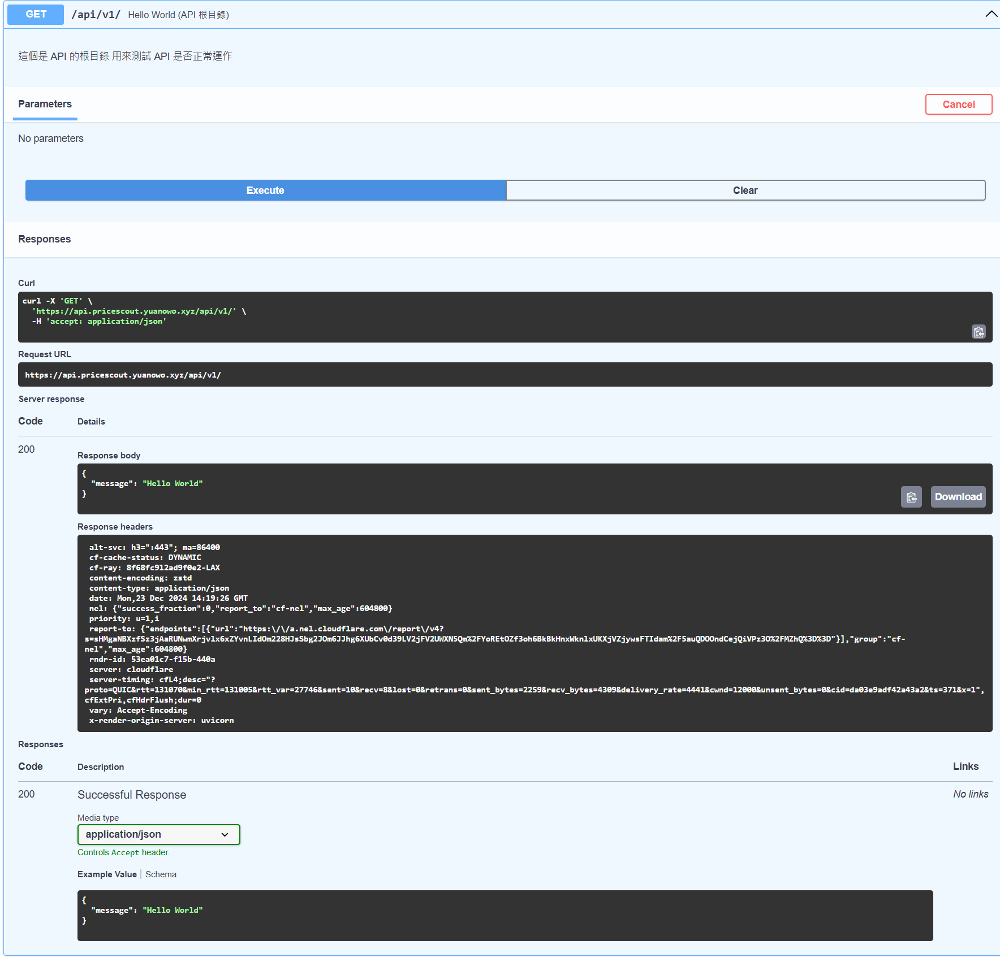 GET /api/v1/ Hello World (API 根目錄)
這個是 API 的根目錄 用來測試 API 是否正常運作
Parameters
Cancel
No parameters
Execute
Clear
Responses
Curl
curl -X 'GET' \
'https://api.pricescout.yuanowo.xyz/api/v1/' \
-H 'accept: application/json'
Request URL
https://api.pricescout.yuanowo.xyz/api/v1/
Server response
Code Details
200
Response body
{
"message": "Hello World"
}
Download
Response headers
alt-svc: h3=":443"; ma=86400
cf-cache-status: DYNAMIC
cf-ray: 8f68fc912ad9f0e2-LAX
content-encoding: zstd
content-type: application/json
date: Mon,23 Dec 2024 14:19:26 GMT
nel: {"success_fraction":0,"report_to":"cf-nel","max_age":604800}
priority: u=1,i
report-to: {"endpoints":[{"url":"https:\/\/a.nel.cloudflare.com\/report\/v4?
s=sHMgaNBXzfSz3jAaRUNwmXrjvlx6xZYvnLIdOm228HJsSbg2JOm6JJhg6XUbCv0d39LV2jFV2UWXN5Qm%2FYoREtOZf3oh6BkBkHnxWknlxUKXjVZjywsFTIdam%2F5auQDOOndCejQiVPz3O%2FMZhQ%3D%3D"}],"group":"cf-
nel","max_age":604800}
rndr-id: 53ea01c7-f15b-440a
server: cloudflare
server-timing: cfL4;desc="?
proto=QUIC&rtt=131070&min_rtt=131005&rtt_var=27746&sent=10&recv=8&lost=0&retrans=0&sent_bytes=2259&recv_bytes=4309&delivery_rate=4441&cwnd=12000&unsent_bytes=0&cid=da03e9adf42a43a2&ts=371&x=1",
cfExtPri,cfHdrFlush;dur=0
vary: Accept-Encoding
x-render-origin-server: uvicorn
Responses
Code Description Links
200 Successful Response No links
Media type
application/json
Controls Accept header.
Example Value Schema
{
"message": "Hello World"
}